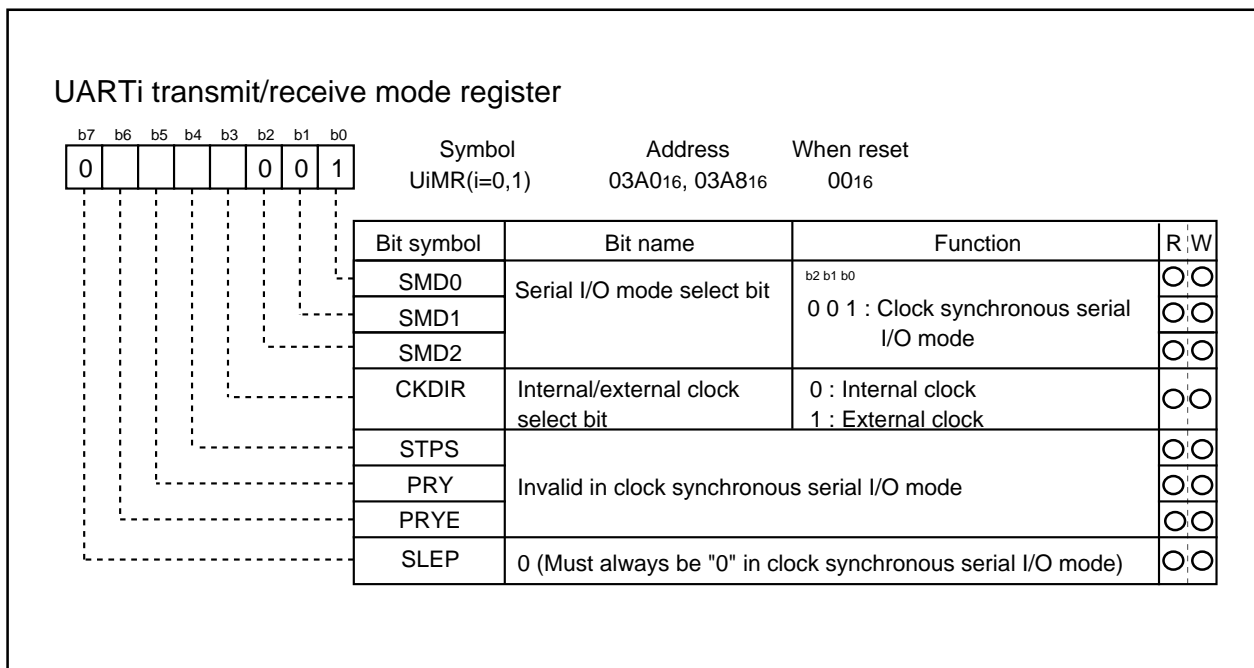 UARTi transmit/receive mode register
b7 b6 b5 b4 b3 b2 b1 b0
0 0 0 1
Symbol Address When reset
UiMR(i=0,1) 03A016, 03A816 0016
Bit symbol Bit name Function R W
SMD0 Serial I/O mode select bit b2 b1 b0
SMD1 0 0 1 : Clock synchronous serial
I/O mode
SMD2
CKDIR Internal/external clock 0 : Internal clock
select bit 1 : External clock
STPS
PRY Invalid in clock synchronous serial I/O mode
PRYE
SLEP 0 (Must always be "0" in clock synchronous serial I/O mode)